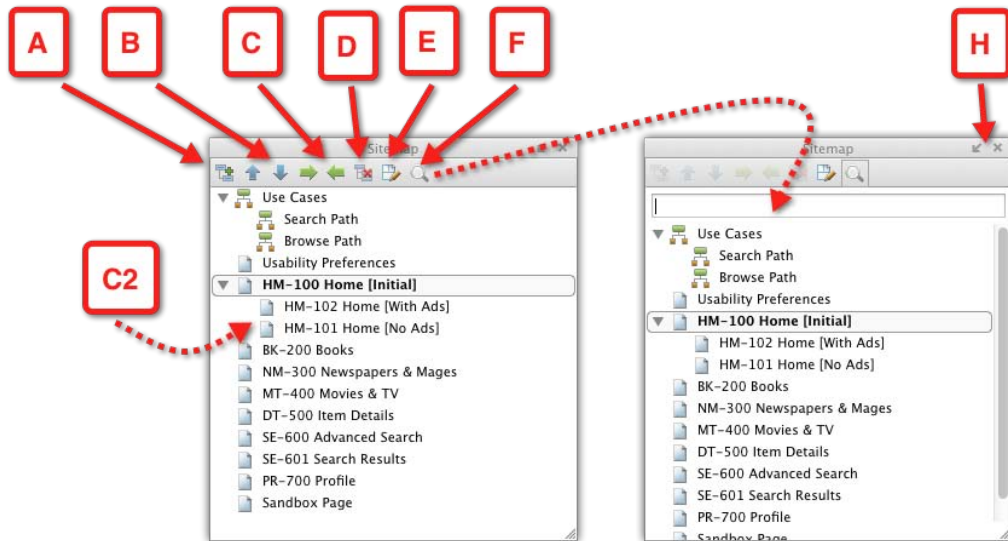 A
B
C
D
E
F
H
Sitemap
Use Cases
Search Path
Browse Path
Usability Preferences
HM-100 Home [Initial]
HM-102 Home [With Ads]
HM-101 Home [No Ads]
BK-200 Books
NM-300 Newspapers & Mages
MT-400 Movies & TV
DT-500 Item Details
SE-600 Advanced Search
SE-601 Search Results
PR-700 Profile
Sandbox Page
C2
Sitemap
Use Cases
Search Path
Browse Path
Usability Preferences
HM-100 Home [Initial]
HM-102 Home [With Ads]
HM-101 Home [No Ads]
BK-200 Books
NM-300 Newspapers & Mages
MT-400 Movies & TV
DT-500 Item Details
SE-600 Advanced Search
SE-601 Search Results
PR-700 Profile
Sandbox Page